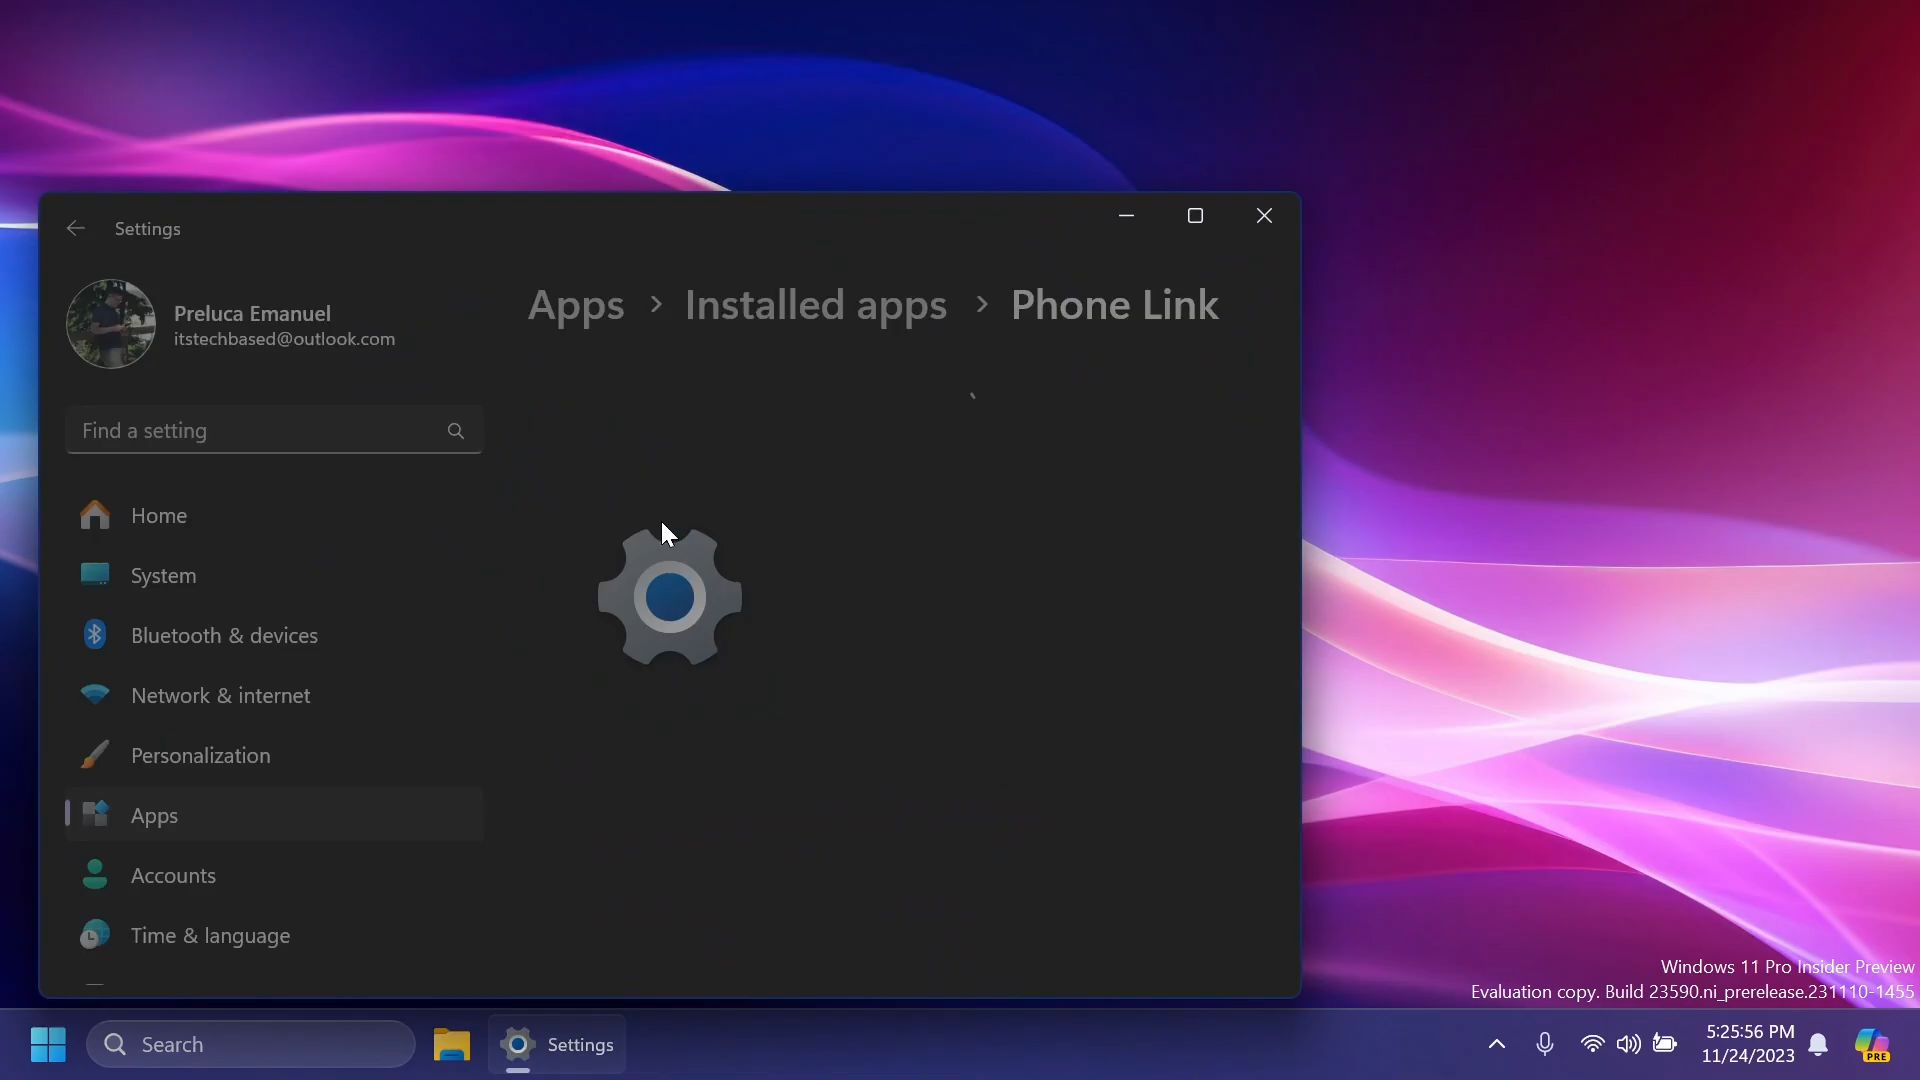 Settings
Preluca Emanuel
itstechbased@outlook.com
Apps > Installed apps > Phone Link
Find a setting
Home
System
Bluetooth & devices
Network & internet
Personalization
Apps
Accounts
Time & language
Windows 11 Pro Insider Preview
Evaluation copy. Build 23590.ni_prerelease.231110-1455
Search
Settings
5:25:56 PM
11/24/2023
PRE